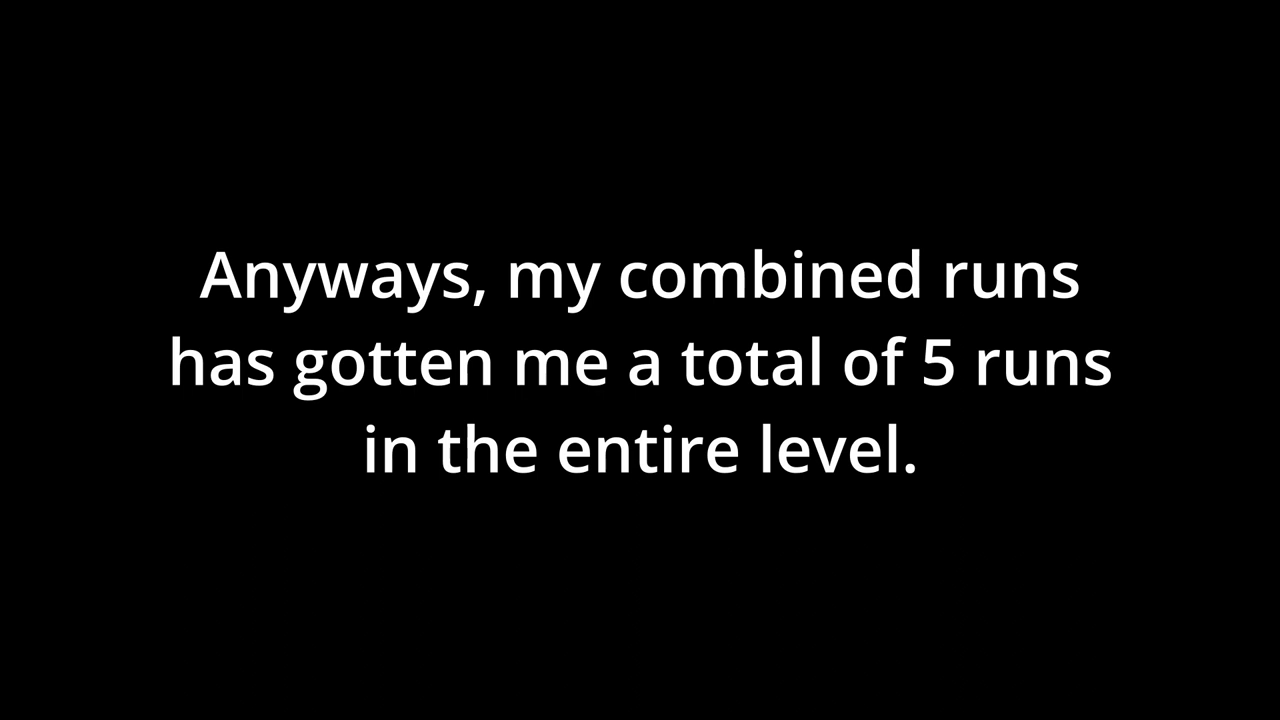 Anyways, my combined runs
has gotten me a total of 5 runs
in the entire level.